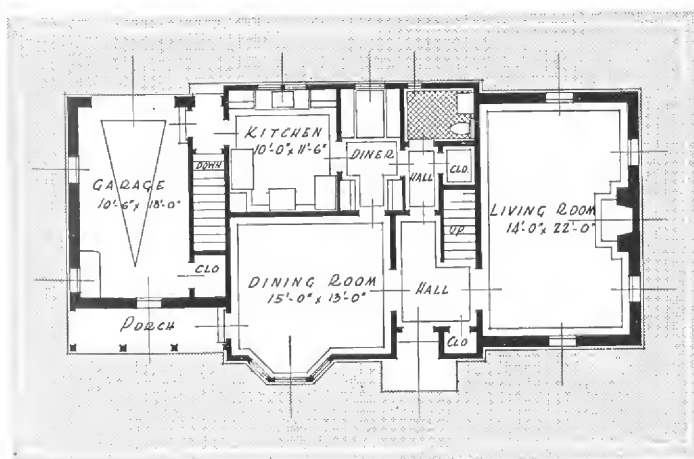 KITCHEN
10'-0" x 11'-6"
DOWN
DINER
HALL
CLO.
GARAGE
10'-6" x 18'-0"
UP
LIVING ROOM
14'-0" x 22'-0"
CLO
DINING ROOM
15'-0" x 13'-0"
HALL
PORCH
CLO